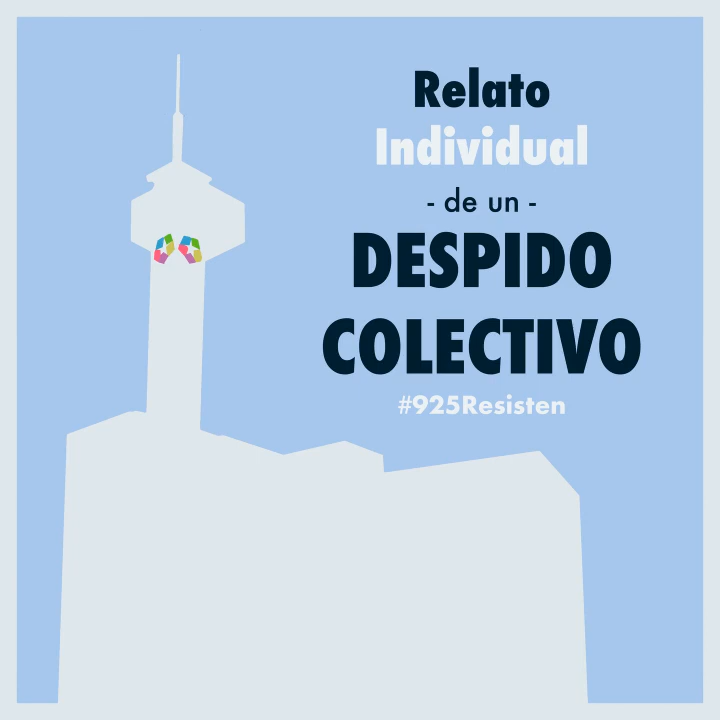 Relato
Individual
- de un -
DESPIDO
COLECTIVO
#925Resisten